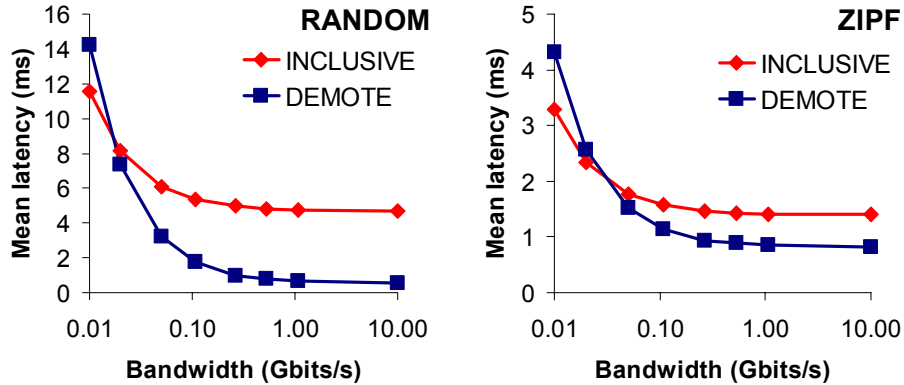 RANDOM
INCLUSIVE
DEMOTE
Mean latency (ms)
16
14
12
10
8
6
4
2
0
0.01 0.10 1.00 10.00
Bandwidth (Gbits/s)
ZIPF
INCLUSIVE
DEMOTE
Mean latency (ms)
5
4
3
2
1
0
0.01 0.10 1.00 10.00
Bandwidth (Gbits/s)